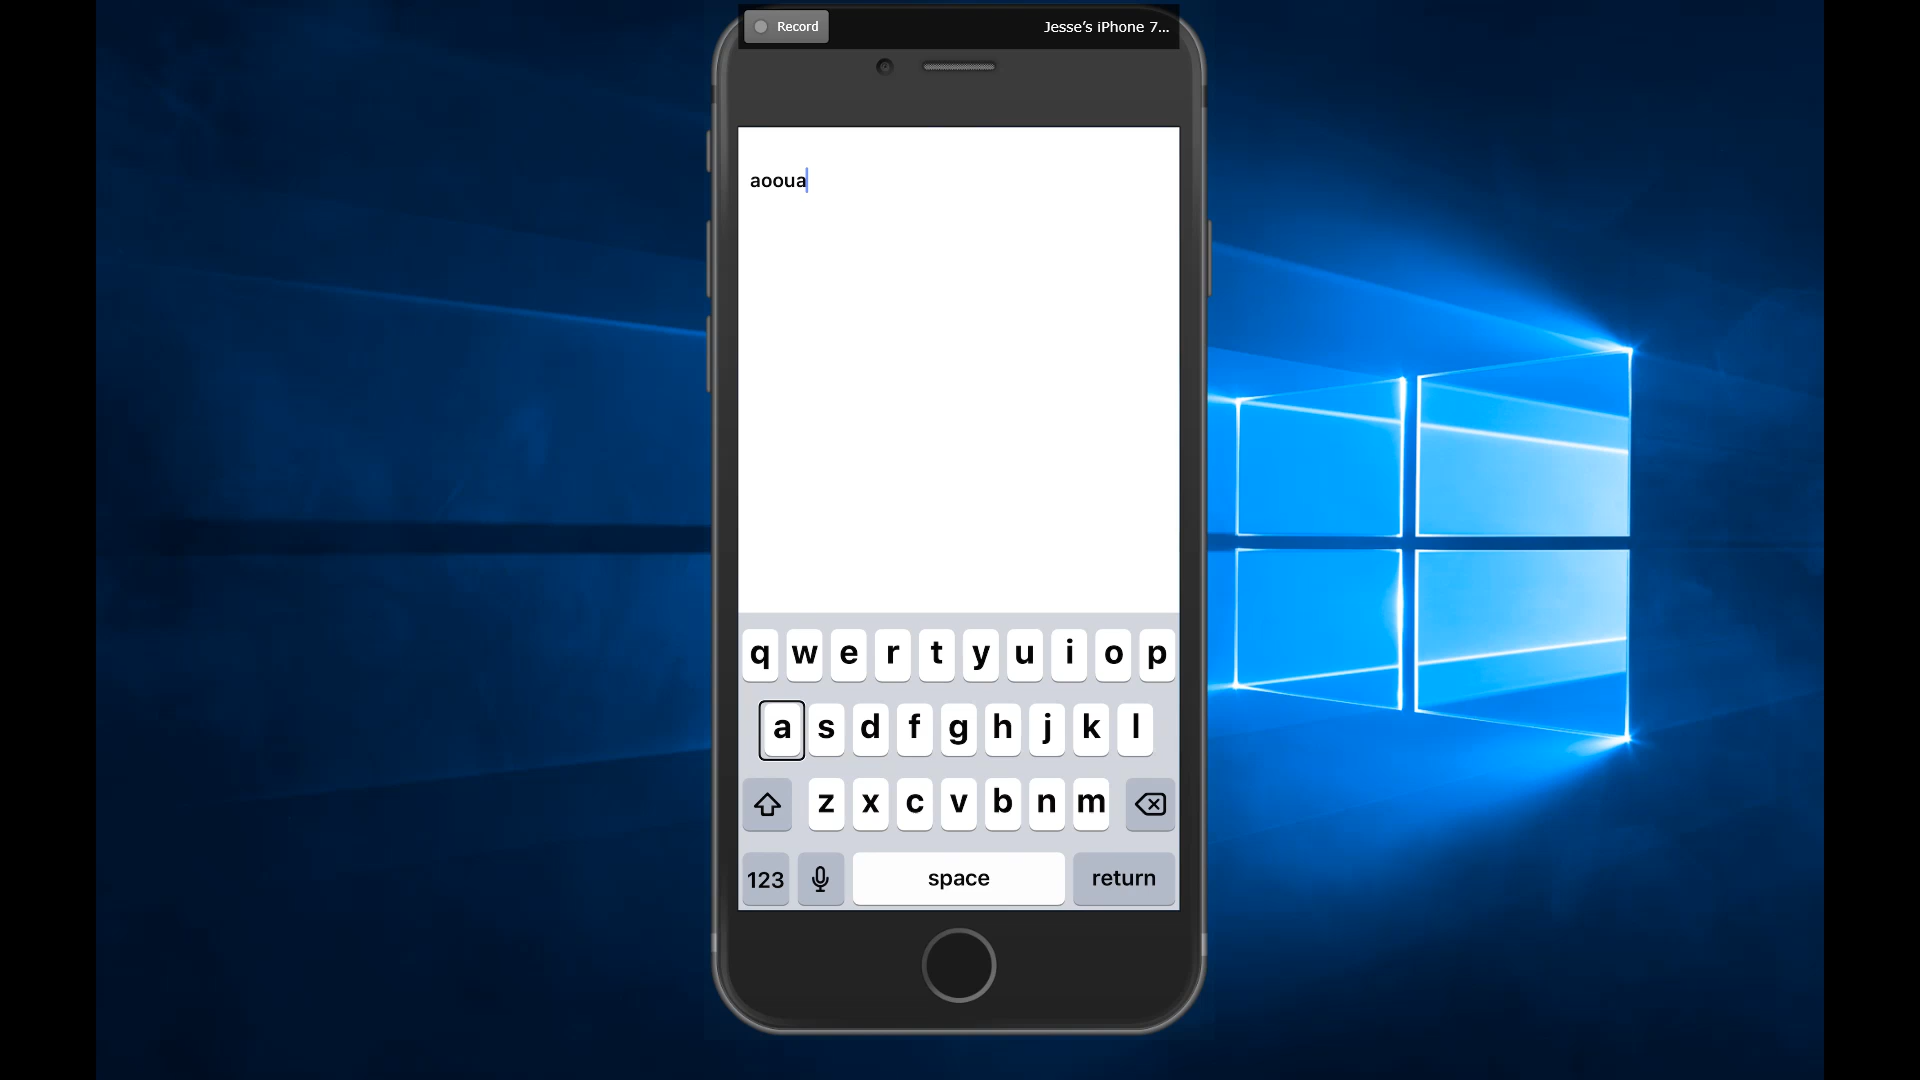 Record
Jesse’s iPhone 7...
aooua
q w e r t y u i o p
a s d f g h j k l
z x c v b n m
123 space return